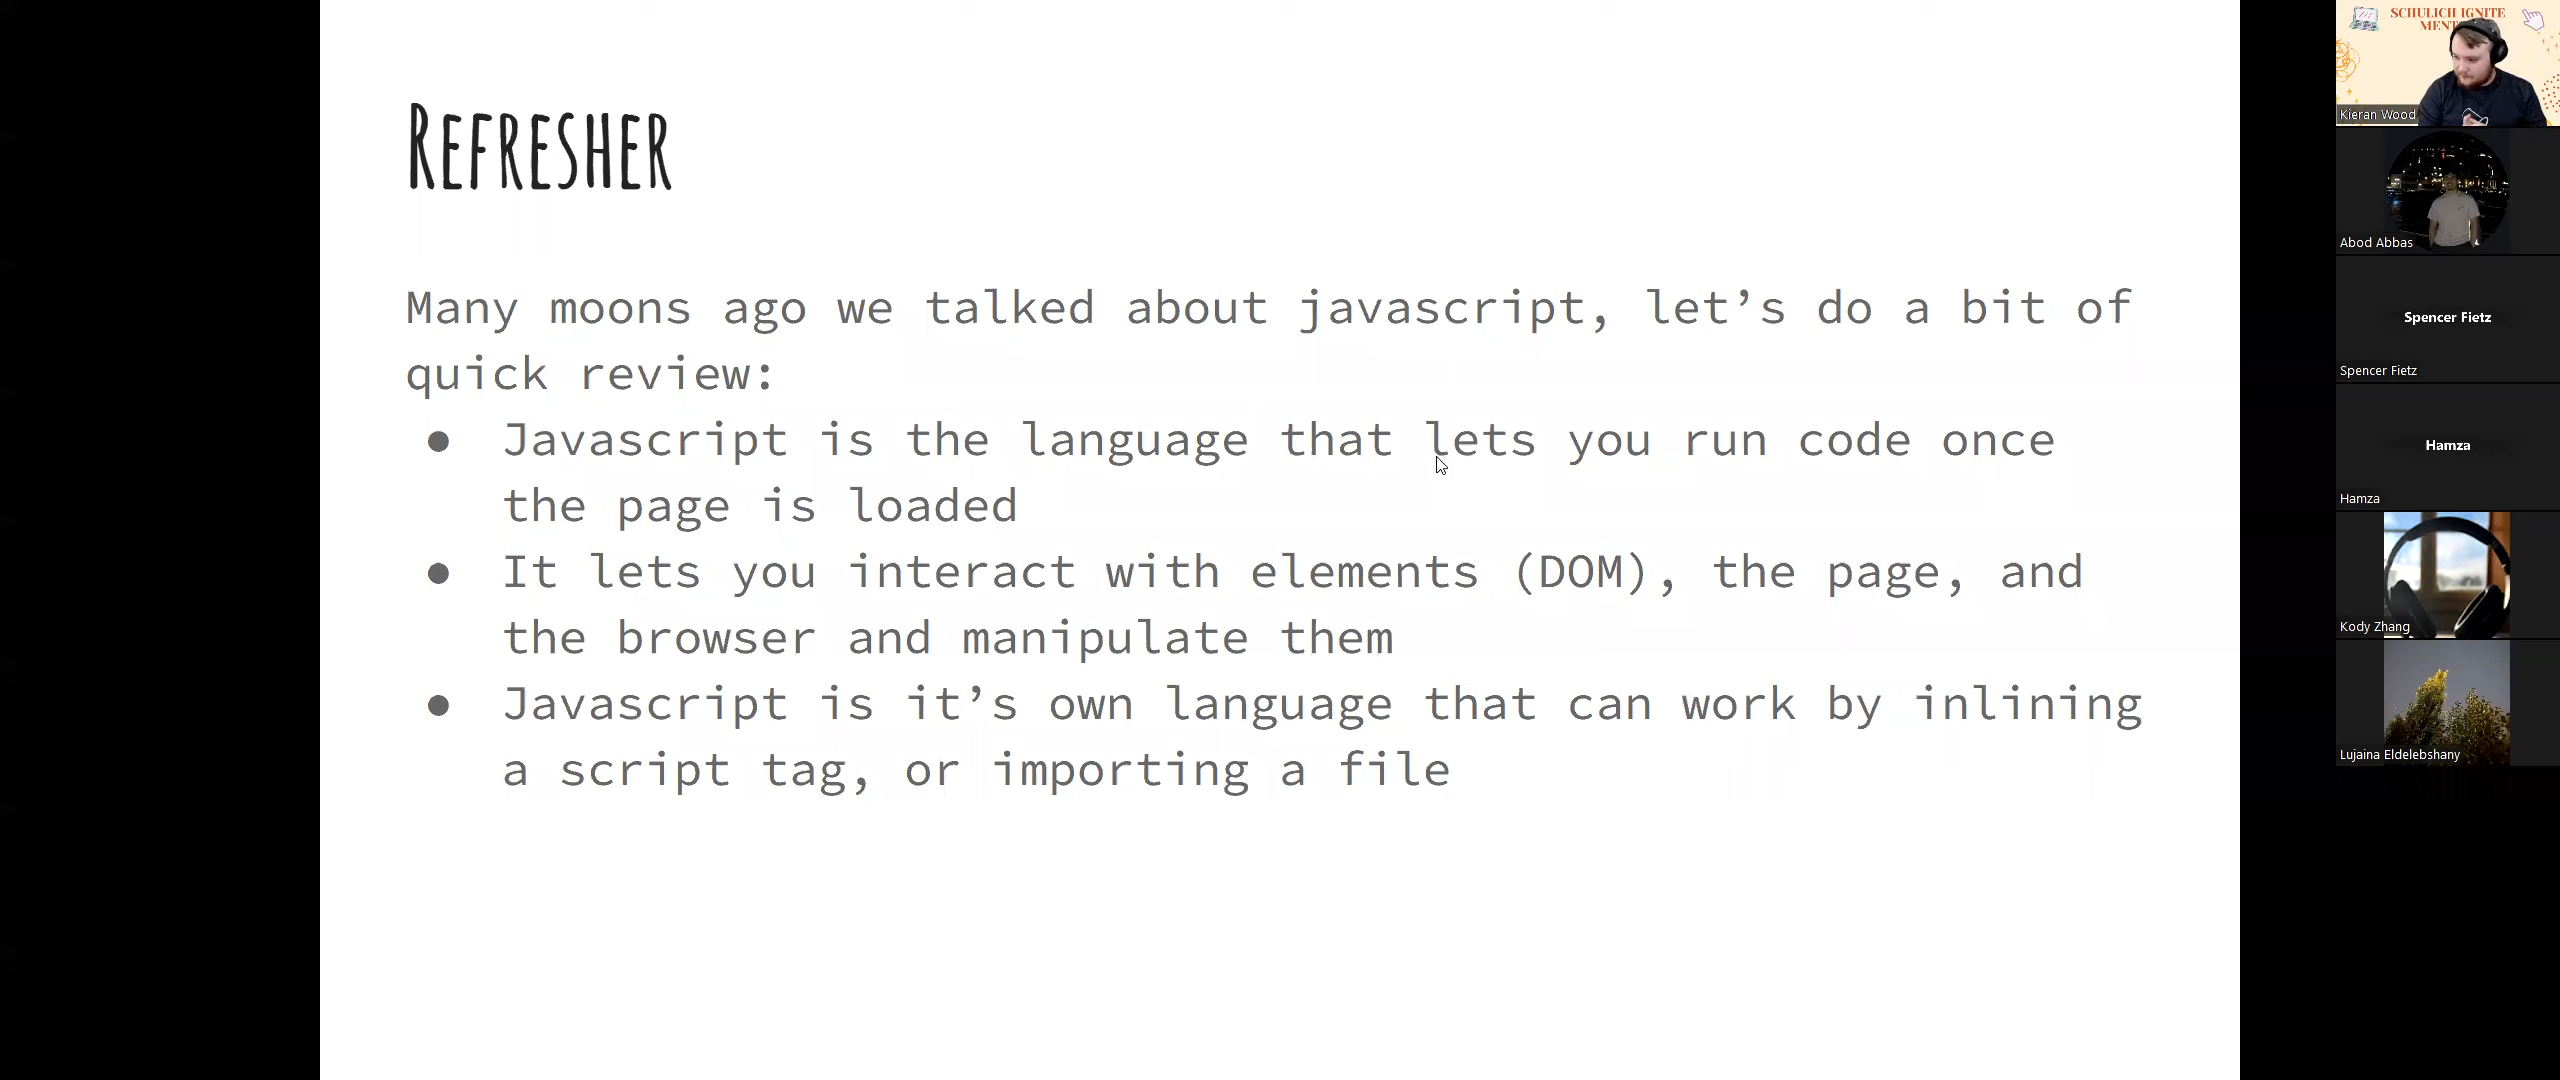 REFRESHER
Many moons ago we talked about javascript, let’s do a bit of
quick review:
● Javascript is the language that lets you run code once
the page is loaded
● It lets you interact with elements (DOM), the page, and
the browser and manipulate them
● Javascript is it’s own language that can work by inlining
a script tag, or importing a file
SCHULICH IGNITE
MENT
Kieran Wood
Abod Abbas
Spencer Fietz
Spencer Fietz
Hamza
Hamza
Kody Zhang
Lujaina Eldelebshany